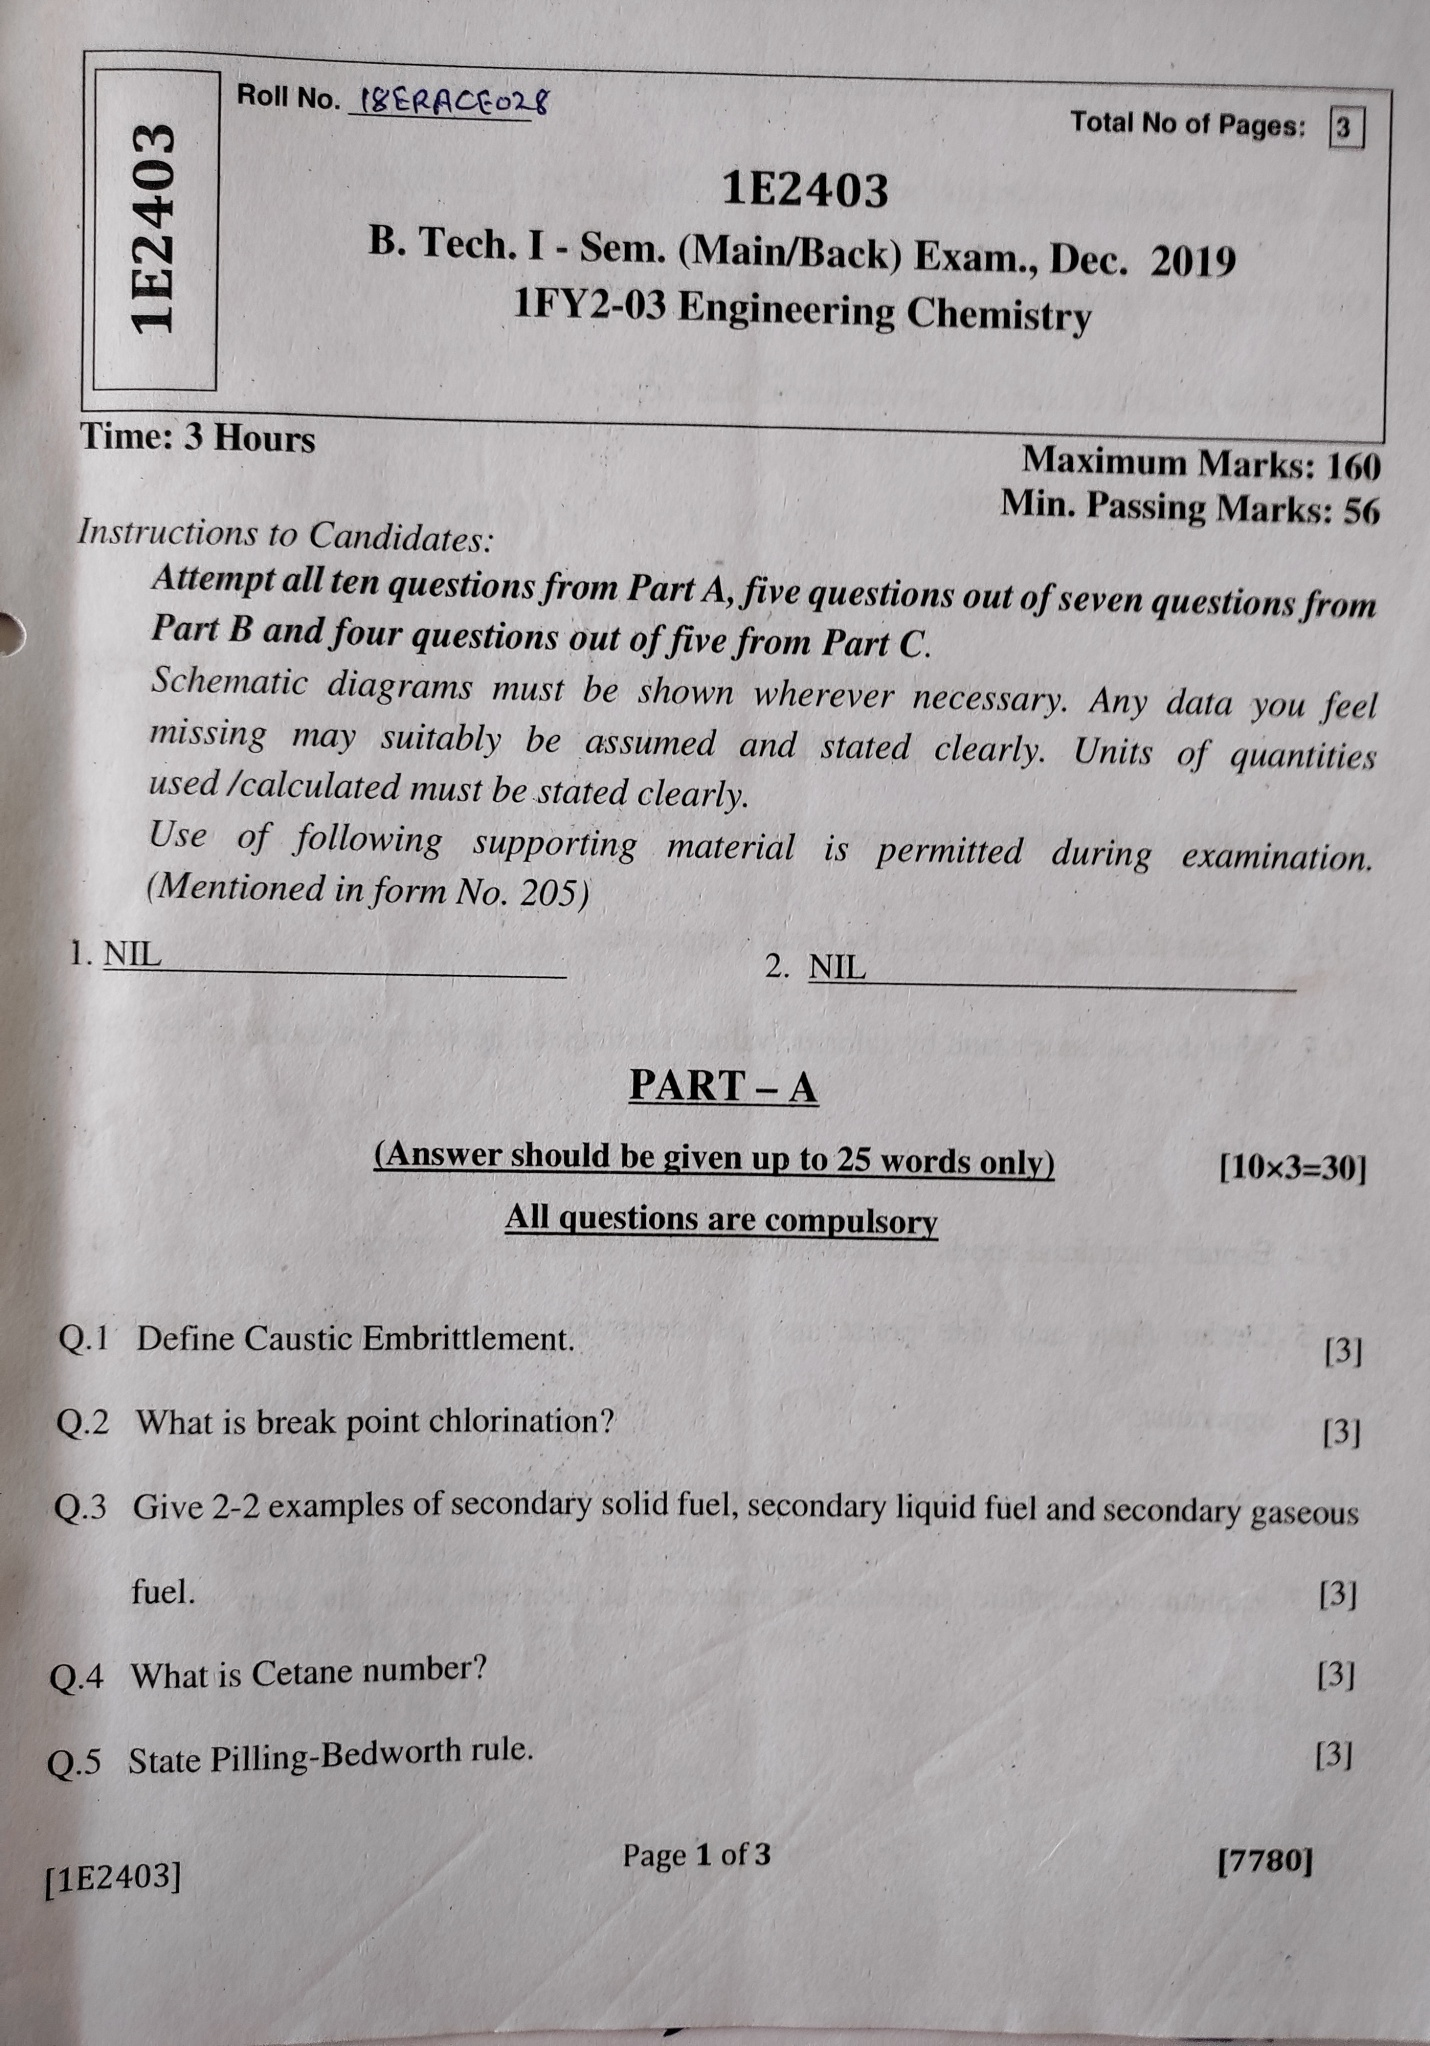 1E2403
Roll No. 18ERACE028
Total No of Pages: 3
1E2403
B. Tech. I - Sem. (Main/Back) Exam., Dec. 2019
1FY2-03 Engineering Chemistry
Time: 3 Hours
Maximum Marks: 160
Min. Passing Marks: 56
Instructions to Candidates:
Attempt all ten questions from Part A, five questions out of seven questions from
Part B and four questions out of five from Part C.
Schematic diagrams must be shown wherever necessary. Any data you feel
missing may suitably be assumed and stated clearly. Units of quantities
used /calculated must be stated clearly.
Use of following supporting material is permitted during examination.
(Mentioned in form No. 205)
1. NIL
2. NIL
PART – A
(Answer should be given up to 25 words only) [10×3=30]
All questions are compulsory
Q.1 Define Caustic Embrittlement. [3]
Q.2 What is break point chlorination? [3]
Q.3 Give 2-2 examples of secondary solid fuel, secondary liquid fuel and secondary gaseous
fuel. [3]
Q.4 What is Cetane number? [3]
Q.5 State Pilling-Bedworth rule. [3]
[1E2403] Page 1 of 3 [7780]